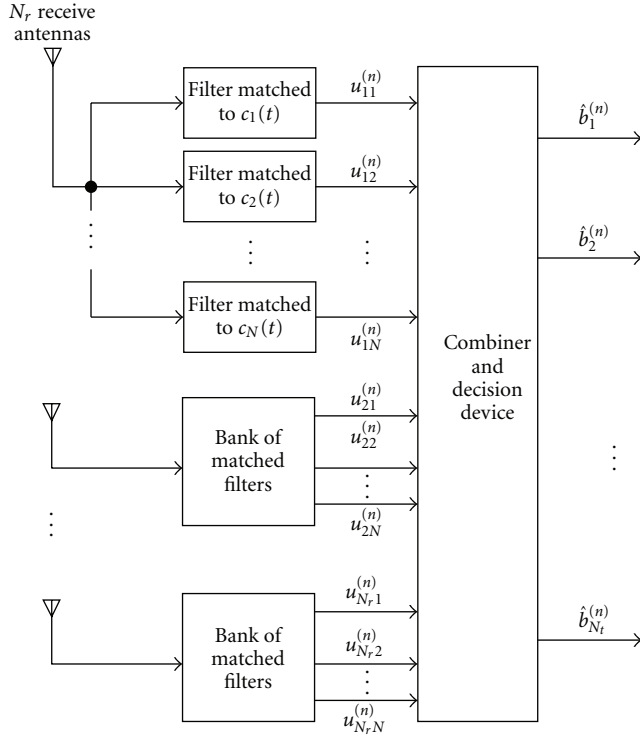 N_r receive
antennas
Filter matched
to c_1(t)
u_{11}^{(n)}
Filter matched
to c_2(t)
u_{12}^{(n)}
Filter matched
to c_N(t)
u_{1N}^{(n)}
Bank of
matched
filters
u_{21}^{(n)}
u_{22}^{(n)}
u_{2N}^{(n)}
Bank of
matched
filters
u_{N_r1}^{(n)}
u_{N_r2}^{(n)}
u_{N_rN}^{(n)}
Combiner
and
decision
device
\hat{b}_1^{(n)}
\hat{b}_2^{(n)}
\hat{b}_{N_t}^{(n)}